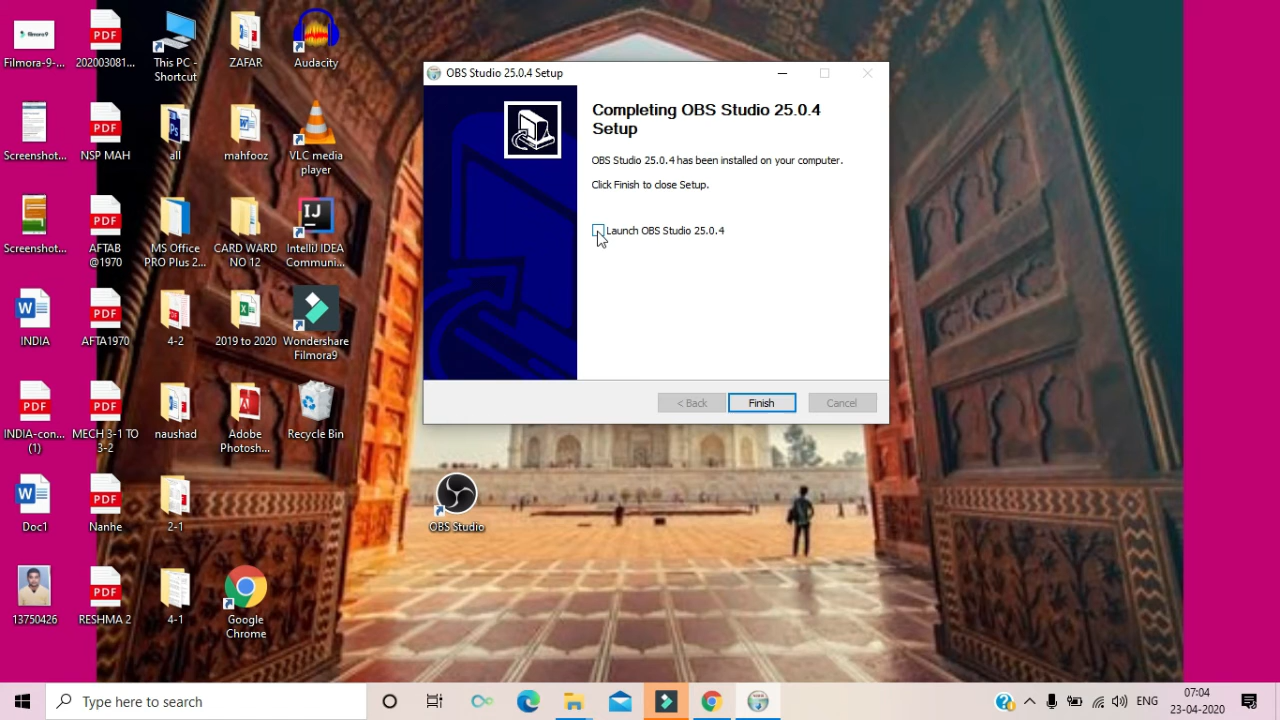 Filmora-9-...
202003081...
This PC -
Shortcut
ZAFAR
Audacity
Screenshot...
NSP MAH
all
mahfooz
VLC media
player
Screenshot...
AFTAB
@1970
MS Office
PRO Plus 2...
CARD WARD
NO 12
IntelliJ IDEA
Communi...
INDIA
AFTA1970
4-2
2019 to 2020
Wondershare
Filmora9
INDIA-con...
(1)
MECH 3-1 TO
3-2
naushad
Adobe
Photosh...
Recycle Bin
Doc1
Nanhe
2-1
OBS Studio
13750426
RESHMA 2
4-1
Google
Chrome
OBS Studio 25.0.4 Setup
Completing OBS Studio 25.0.4
Setup
OBS Studio 25.0.4 has been installed on your computer.
Click Finish to close Setup.
Launch OBS Studio 25.0.4
< Back
Finish
Cancel
Type here to search
ENG
07:04
23-04-2020